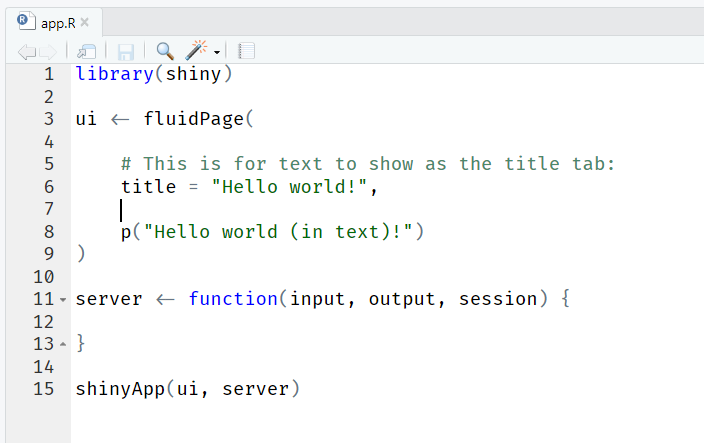 app.R
1 library(shiny)
2
3 ui ← fluidPage(
4
5     # This is for text to show as the title tab:
6     title = "Hello world!",
7
8     p("Hello world (in text)!")
9 )
10
11 server ← function(input, output, session) {
12
13 }
14
15 shinyApp(ui, server)